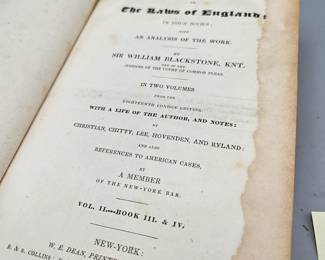 The Laws of England:
IN FOUR BOOKS;
WITH
AN ANALYSIS OF THE WORK.
BY
SIR WILLIAM BLACKSTONE, KNT.
ONE OF THE
JUSTICES OF THE COURT OF COMMON PLEAS
IN TWO VOLUMES
FROM THE
EIGHTEENTH LONDON EDITION,
WITH A LIFE OF THE AUTHOR, AND NOTES:
BY
CHRISTIAN, CHITTY, LEE, HOVENDEN, AND RYLAND:
AND ALSO
REFERENCES TO AMERICAN CASES,
BY
A MEMBER
OF THE NEW-YORK BAR.
VOL. II.—BOOK III. & IV.
NEW-YORK:
W. E. DEAN, PRINTE
E. & B. COLLINS;